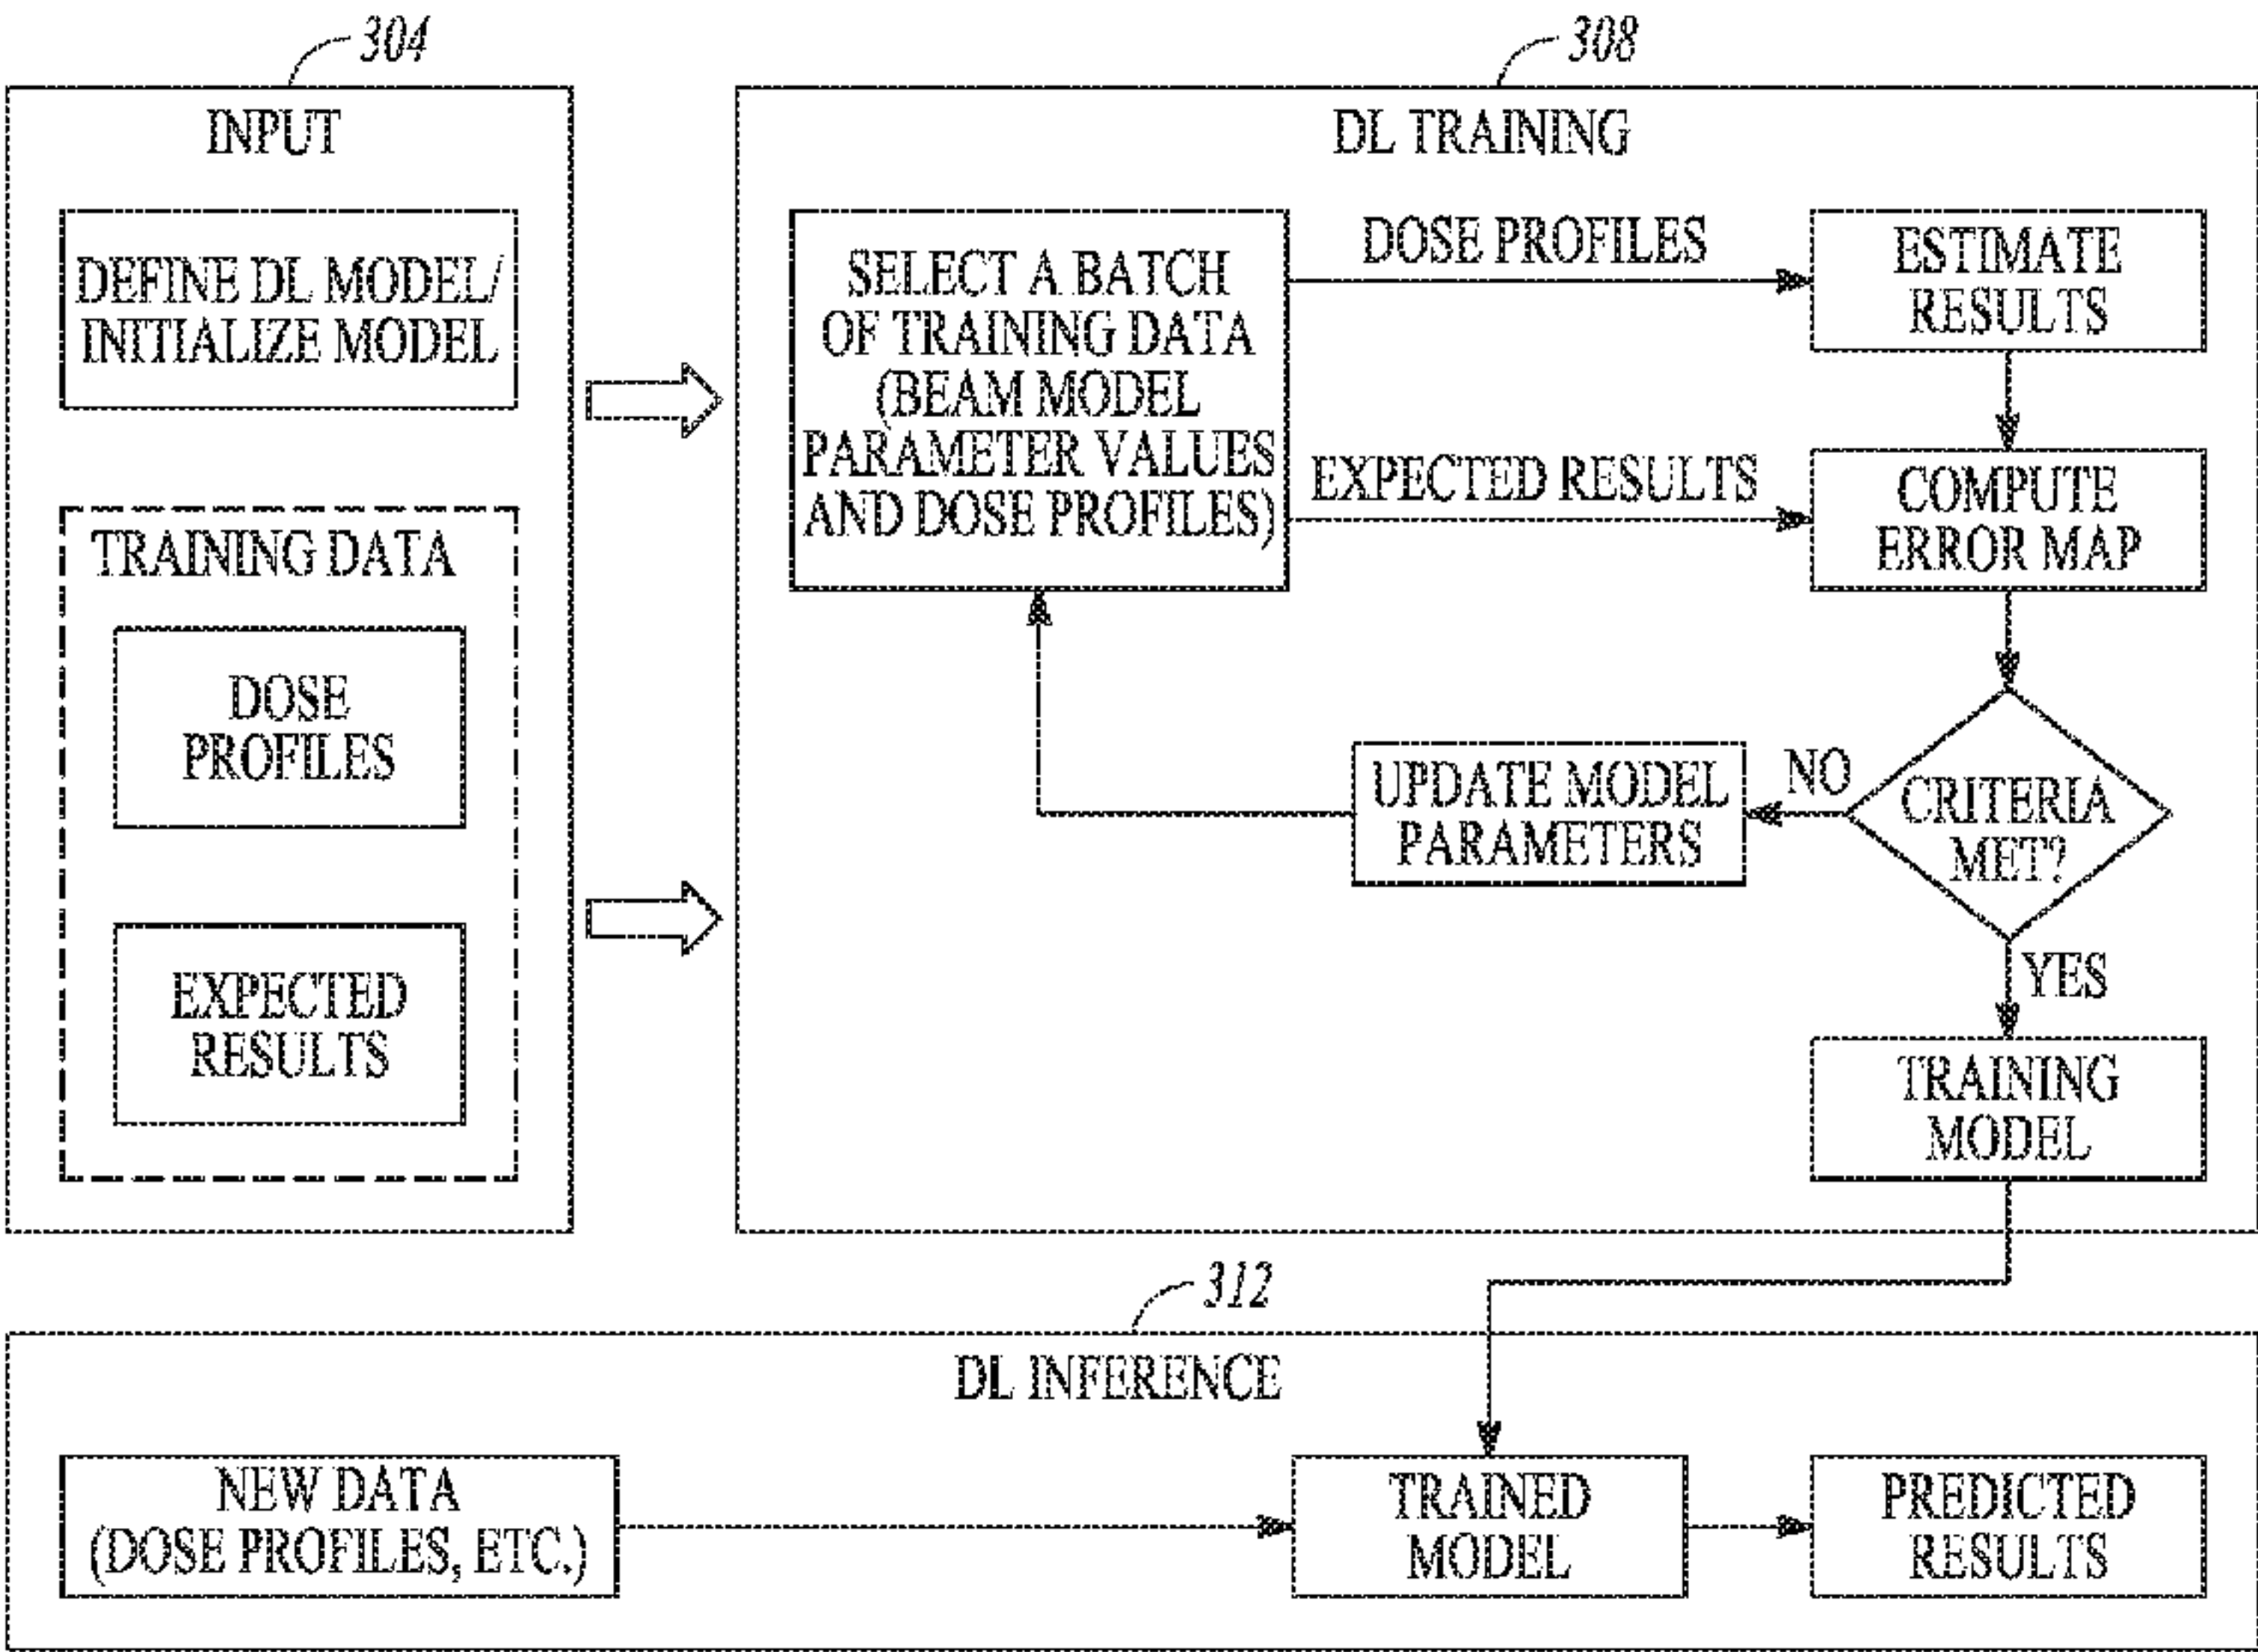 304
INPUT
DEFINE DL MODEL/
INITIALIZE MODEL
TRAINING DATA
DOSE
PROFILES
EXPECTED
RESULTS
308
DL TRAINING
SELECT A BATCH
OF TRAINING DATA
(BEAM MODEL
PARAMETER VALUES
AND DOSE PROFILES)
DOSE PROFILES
ESTIMATE
RESULTS
EXPECTED RESULTS
COMPUTE
ERROR MAP
CRITERIA
MET?
NO
UPDATE MODEL
PARAMETERS
YES
TRAINING
MODEL
312
DL INFERENCE
NEW DATA
(DOSE PROFILES, ETC.)
TRAINED
MODEL
PREDICTED
RESULTS